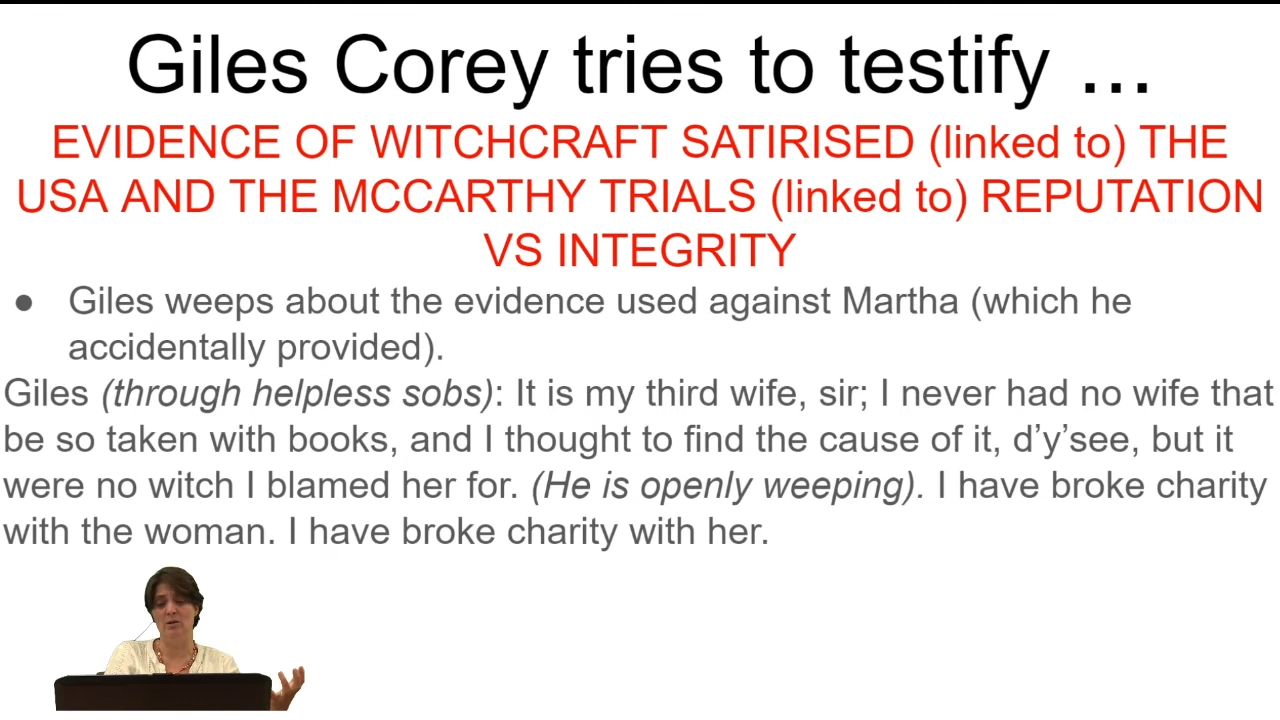 Giles Corey tries to testify ...
EVIDENCE OF WITCHCRAFT SATIRISED (linked to) THE
USA AND THE MCCARTHY TRIALS (linked to) REPUTATION
VS INTEGRITY
● Giles weeps about the evidence used against Martha (which he
accidentally provided).
Giles (through helpless sobs): It is my third wife, sir; I never had no wife that
be so taken with books, and I thought to find the cause of it, d’y’see, but it
were no witch I blamed her for. (He is openly weeping). I have broke charity
with the woman. I have broke charity with her.